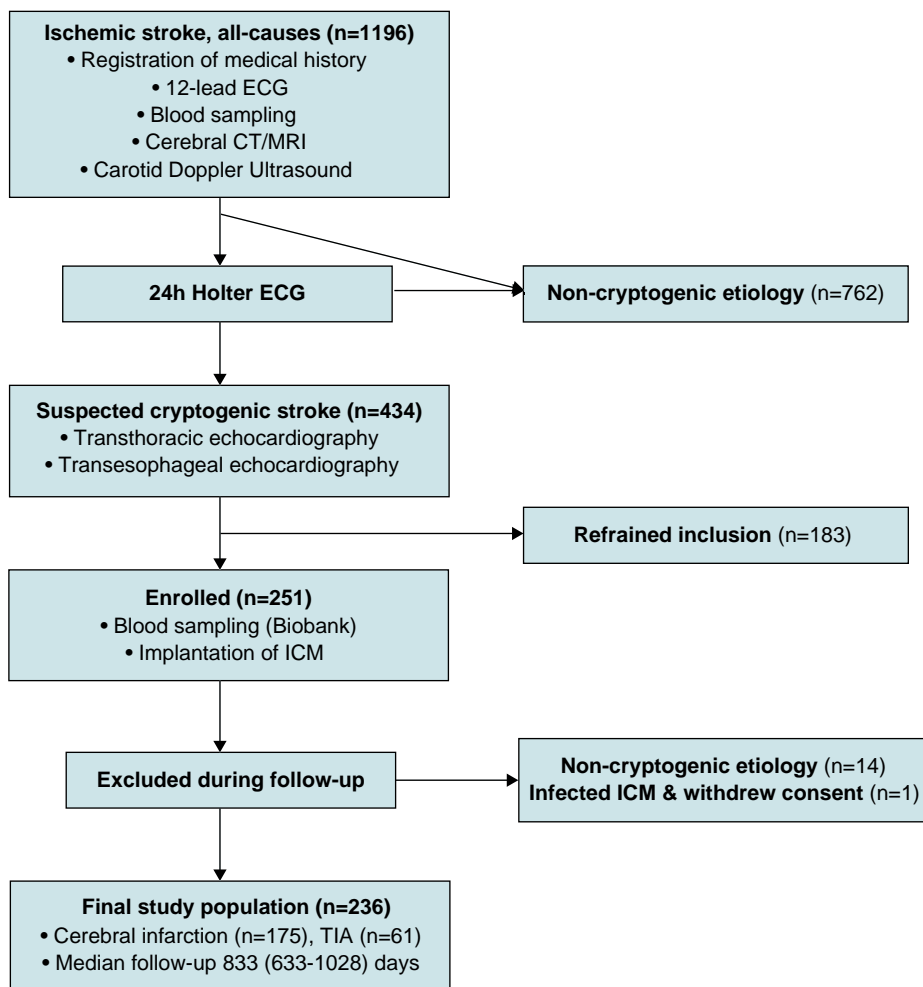 Ischemic stroke, all-causes (n=1196)
• Registration of medical history
• 12-lead ECG
• Blood sampling
• Cerebral CT/MRI
• Carotid Doppler Ultrasound
24h Holter ECG
Non-cryptogenic etiology (n=762)
Suspected cryptogenic stroke (n=434)
• Transthoracic echocardiography
• Transesophageal echocardiography
Refrained inclusion (n=183)
Enrolled (n=251)
• Blood sampling (Biobank)
• Implantation of ICM
Excluded during follow-up
Non-cryptogenic etiology (n=14)
Infected ICM & withdrew consent (n=1)
Final study population (n=236)
• Cerebral infarction (n=175), TIA (n=61)
• Median follow-up 833 (633-1028) days